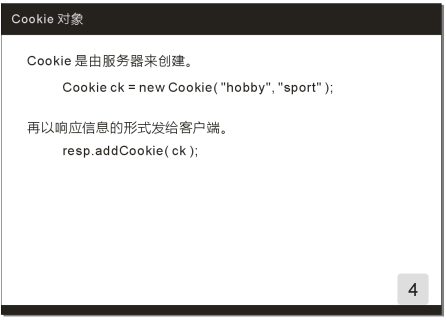 Cookie 对象
Cookie 是由服务器来创建。
Cookie ck = new Cookie( "hobby", "sport" );
再以响应信息的形式发给客户端。
resp.addCookie( ck );
4